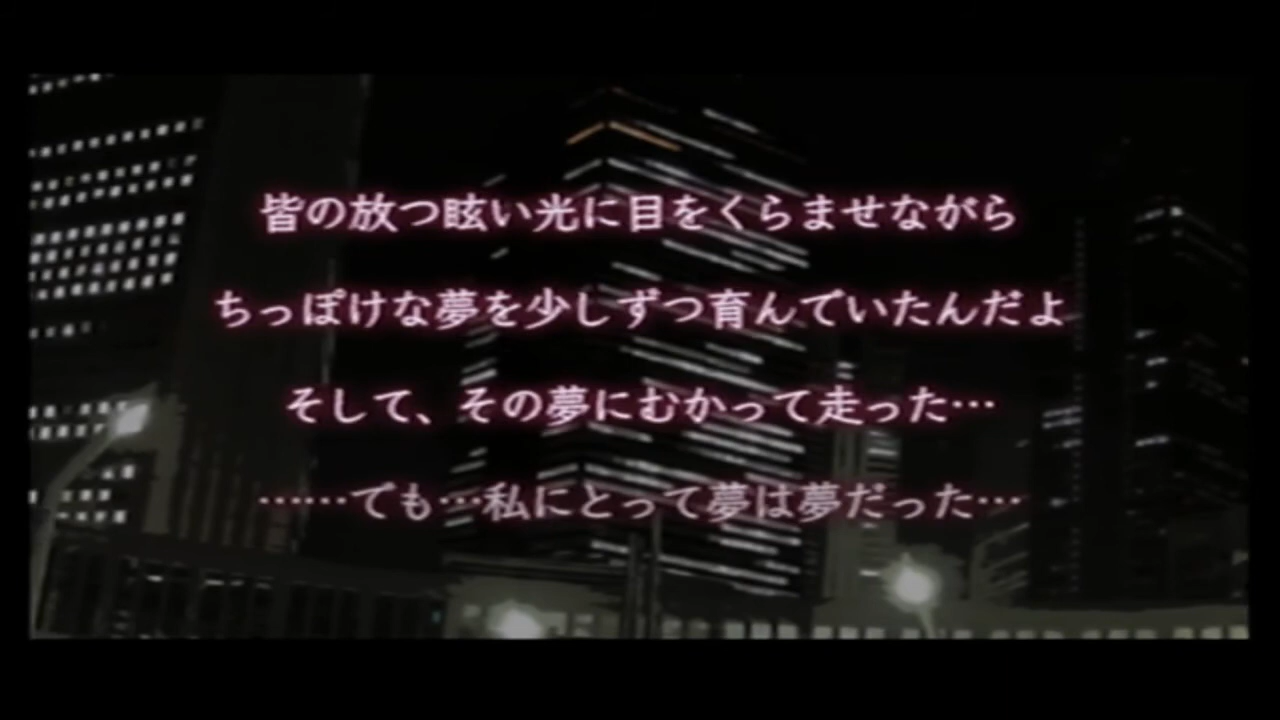 皆の放つ眩い光に目をくらませながら
ちっぽけな夢を少しずつ育んでいたんだよ
そして、その夢にむかって走った…
……でも…私にとって夢は夢だった…